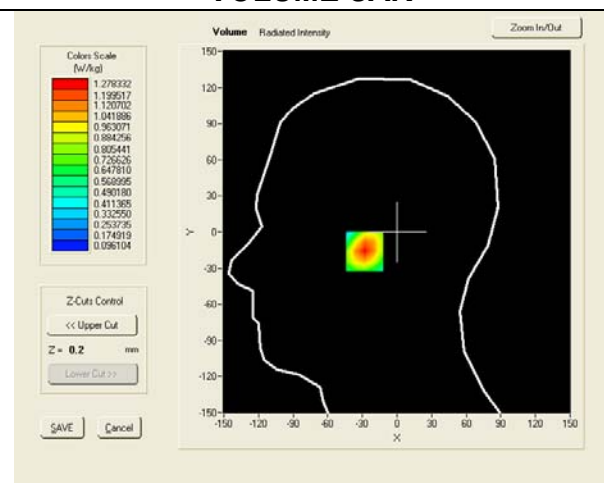 VOLUME SAR
Volume Radiated Intensity
Zoom In/Out
Colors Scale
(W/kg)
1.278332
1.199517
1.120702
1.041886
0.963071
0.884256
0.805441
0.726626
0.647810
0.568995
0.490180
0.411365
0.332550
0.253735
0.174919
0.096104
Z-Cuts Control
<< Upper Cut
Z = 0.2 mm
Lower Cut >>
SAVE Cancel
150
120
90
60
30
0
-30
-60
-90
-120
-150
Y
-150 -120 -90 -60 -30 0 30 60 90 120 150
X